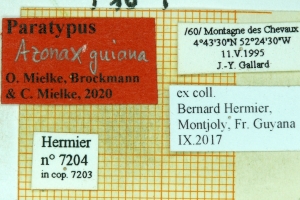 Paratypus
Azonax guiana
O. Mielke, Brockmann
& C. Mielke, 2020
/60/ Montagne des Chevaux
4°43'30"N 52°24'30"W
11.V.1995
J.-Y. Gallard
ex coll.
Bernard Hermier,
Montjoly, Fr. Guyana
IX.2017
Hermier
n° 7204
in cop. 7203